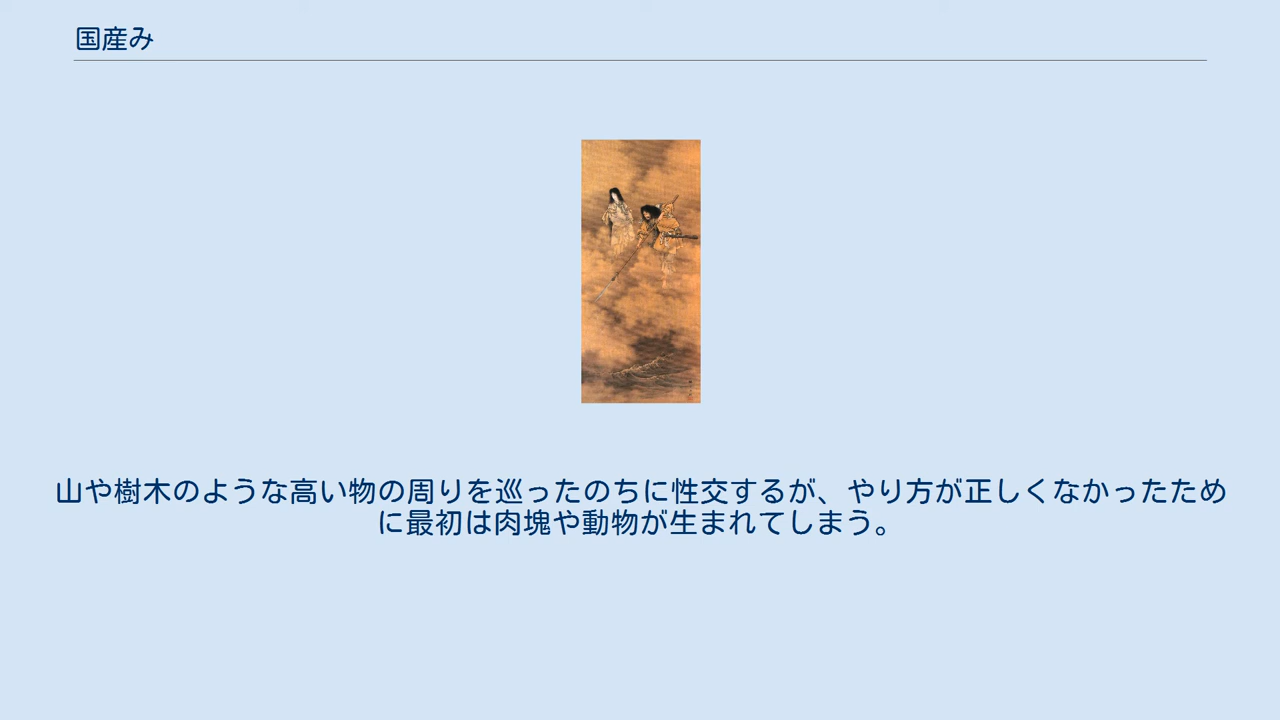 国産み
山や樹木のような高い物の周りを巡ったのちに性交するが、やり方が正しくなかったため
に最初は肉塊や動物が生まれてしまう。